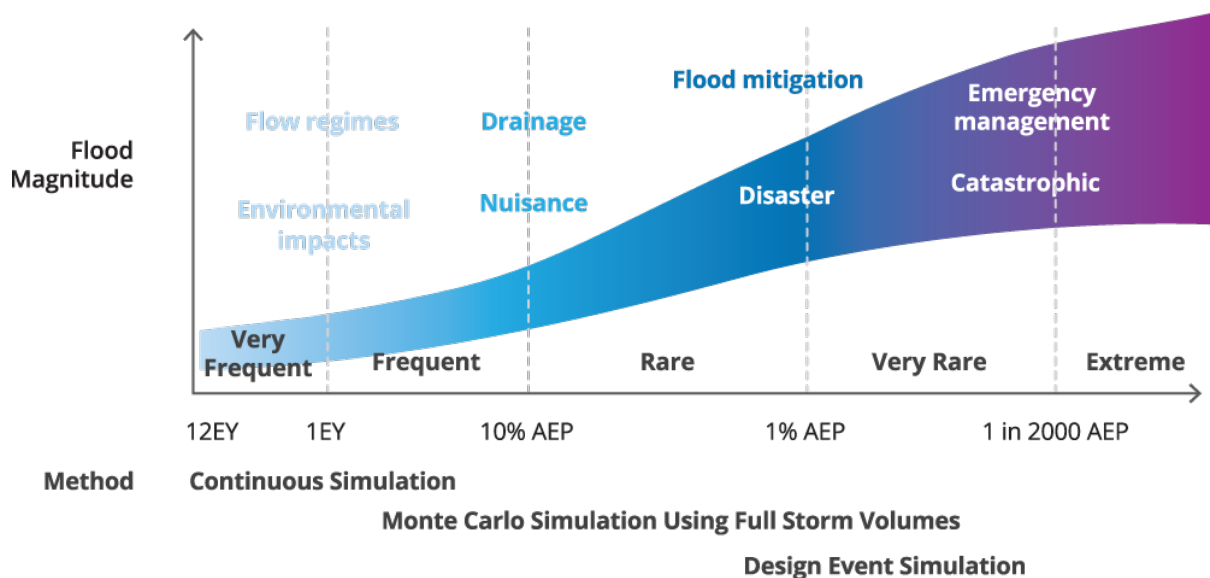 Flood mitigation
Emergency
management
Flow regimes
Drainage
Flood
Magnitude
Disaster
Catastrophic
Environmental
impacts
Nuisance
Very
Frequent
Frequent
Rare
Very Rare
Extreme
12EY
1EY
10% AEP
1% AEP
1 in 2000 AEP
Method
Continuous Simulation
Monte Carlo Simulation Using Full Storm Volumes
Design Event Simulation